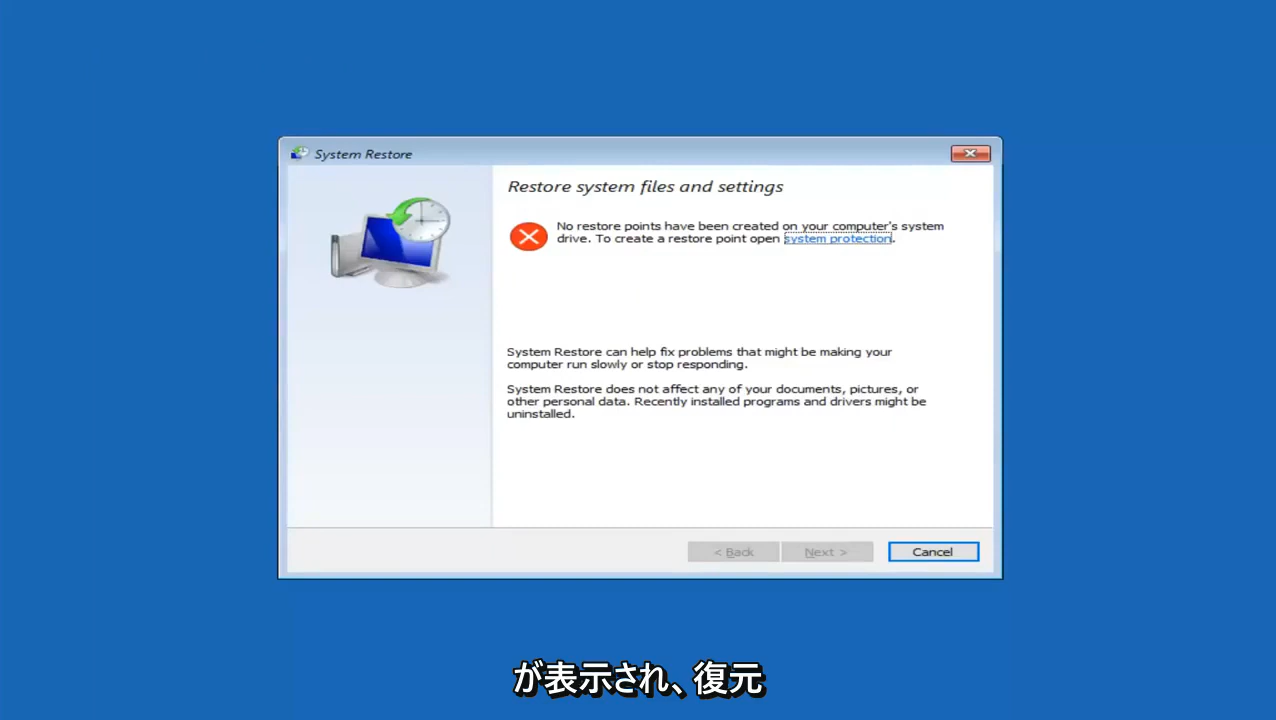 System Restore
Restore system files and settings
No restore points have been created on your computer's system
drive. To create a restore point open system protection.
System Restore can help fix problems that might be making your
computer run slowly or stop responding.
System Restore does not affect any of your documents, pictures, or
other personal data. Recently installed programs and drivers might be
uninstalled.
< Back Next > Cancel
が表示され、復元